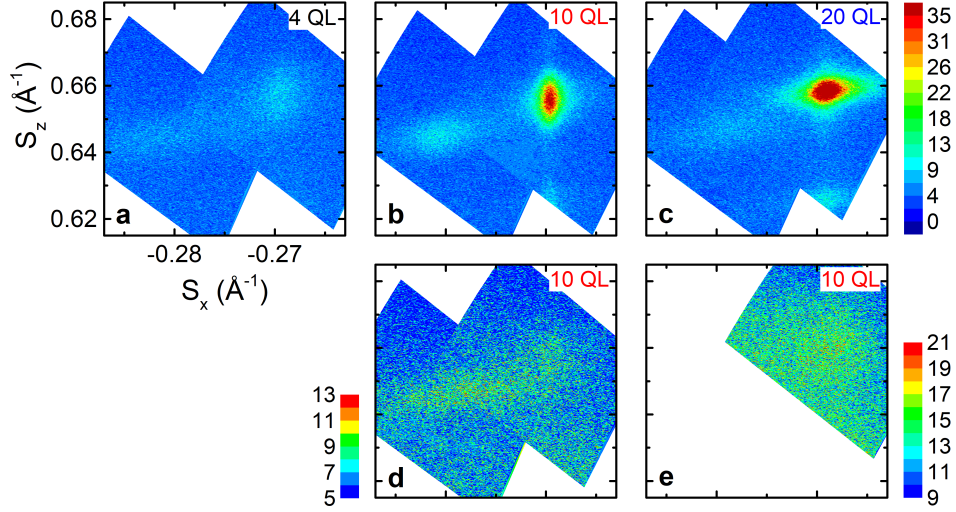 4 QL
10 QL
20 QL
S_z (Å⁻¹)
0.68
0.66
0.64
0.62
a
b
c
35
31
26
22
18
13
9
4
0
-0.28
-0.27
S_x (Å⁻¹)
10 QL
10 QL
13
11
9
7
5
d
e
21
19
17
15
13
11
9